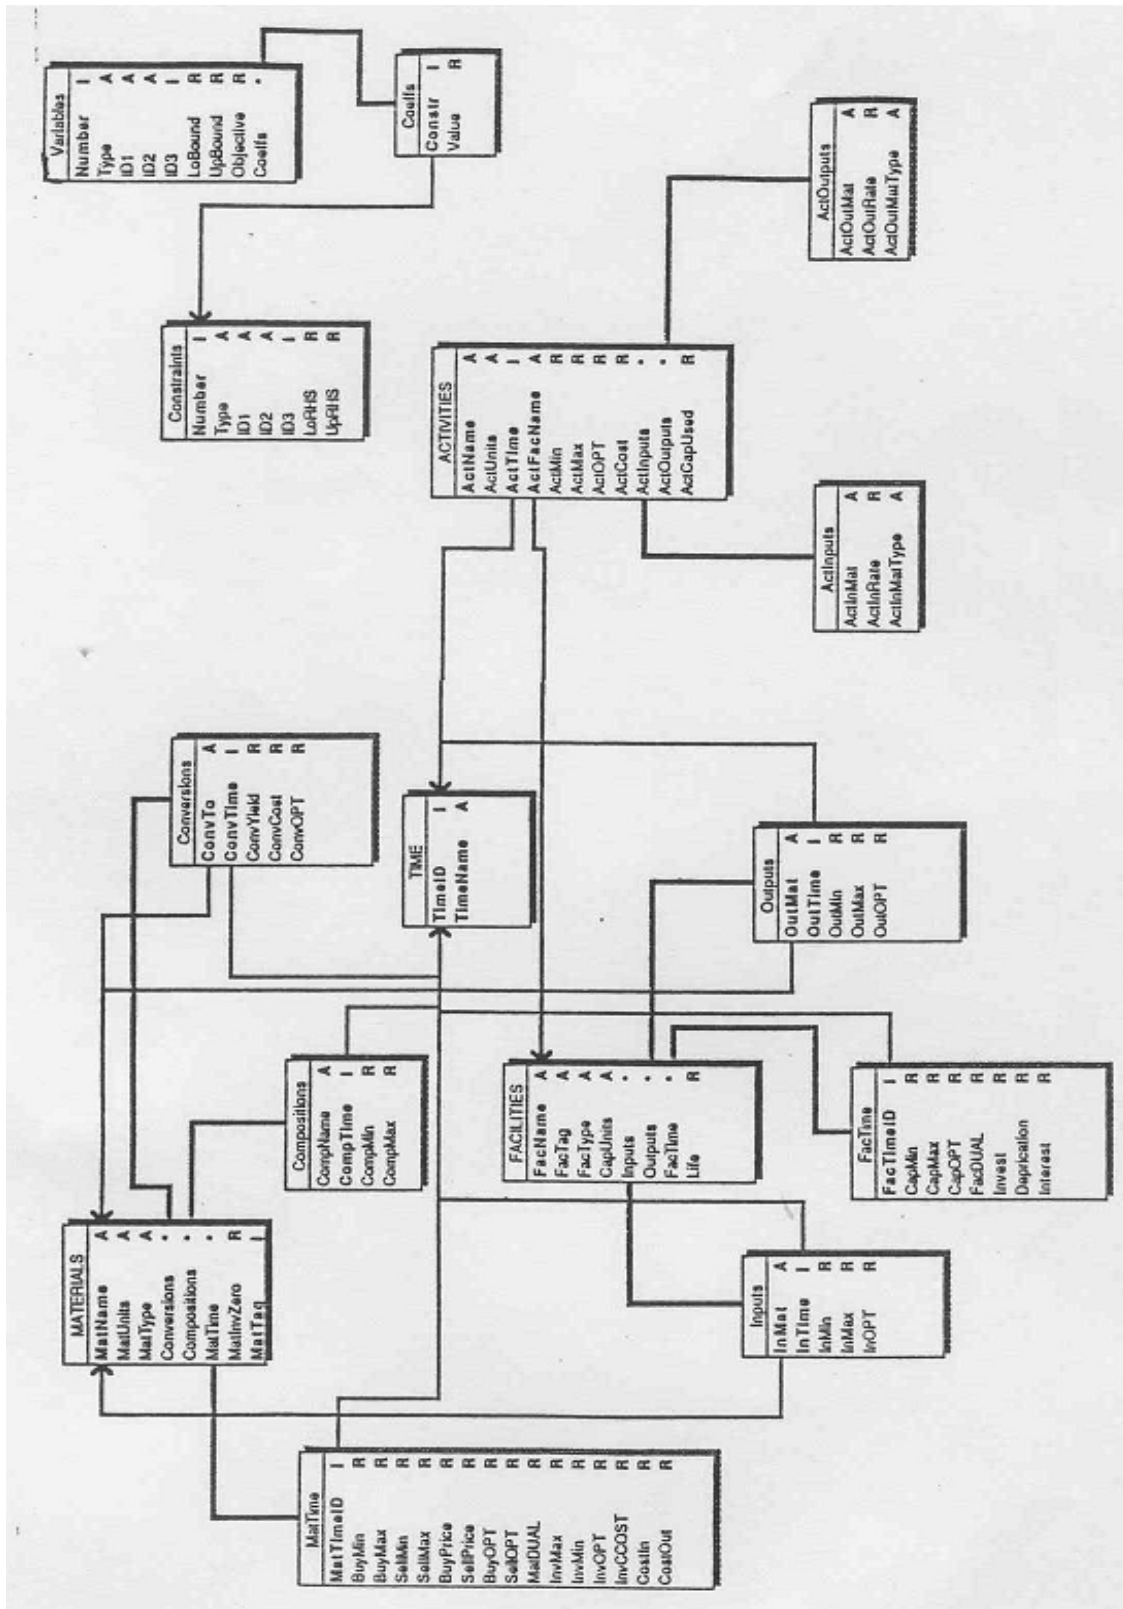 MATERIALS
MatName A
MatUnits A
MatType A
Conversions *
Compositions *
MatTime *
MatInvZero R
MatTag I
Conversions
ConvTo A
ConvTime I
ConvYield R
ConvCost R
ConvOPT R
Constraints
Number I
Type A
ID1 A
ID2 A
ID3 I
LoRHS R
UpRHS R
Variables
Number I
Type A
ID1 A
ID2 A
ID3 I
LoBound R
UpBound R
Objective R
Coeffs *
MatTime
MatTimeID I
BuyMin R
BuyMax R
SellMin R
SellMax R
BuyPrice R
SellPrice R
BuyOPT R
SellOPT R
MatDUAL R
InvMax R
InvMin R
InvOPT R
InvCCOST R
CostIn R
CostOut R
Compositions
CompName A
CompTime I
CompMin R
CompMax R
TIME
TimeID I
TimeName A
Coeffs
Constr I
Value R
FACILITIES
FacName A
FacTag A
FacType A
CapUnits A
Inputs *
Outputs *
FacTime *
Life R
ACTIVITIES
ActName A
ActUnits A
ActTime I
ActFacName A
ActMin R
ActMax R
ActOPT R
ActCost R
ActInputs *
ActOutputs *
ActCapUsed R
Inputs
InMat A
InTime I
InMin R
InMax R
InOPT R
FacTime
FacTimeID I
CapMin R
CapMax R
CapOPT R
FacDUAL R
Invest R
Deprication R
Interest R
Outputs
OutMat A
OutTime I
OutMin R
OutMax R
OutOPT R
ActInputs
ActInMat A
ActInRate R
ActInMatType A
ActOutputs
ActOutMat A
ActOutRate R
ActOutMatType A